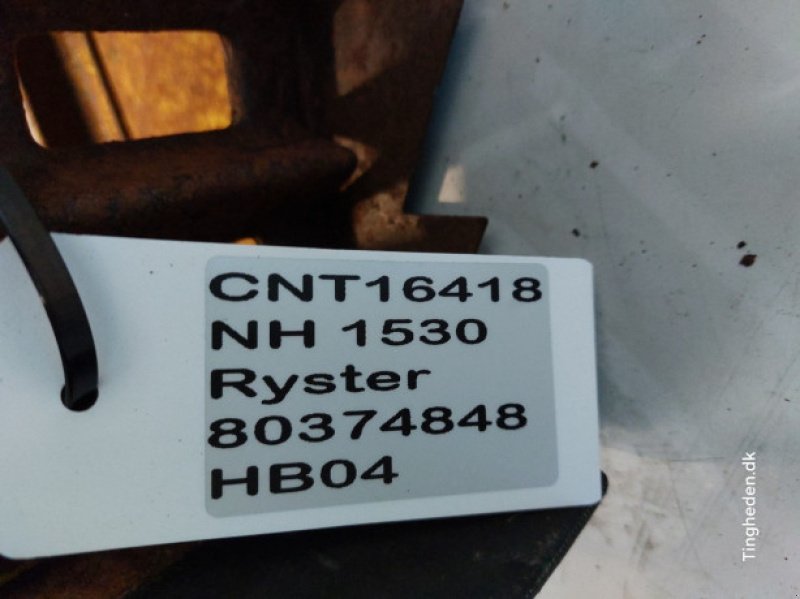 CNT16418
NH 1530
Ryster
80374848
HB04
Tingheden.dk